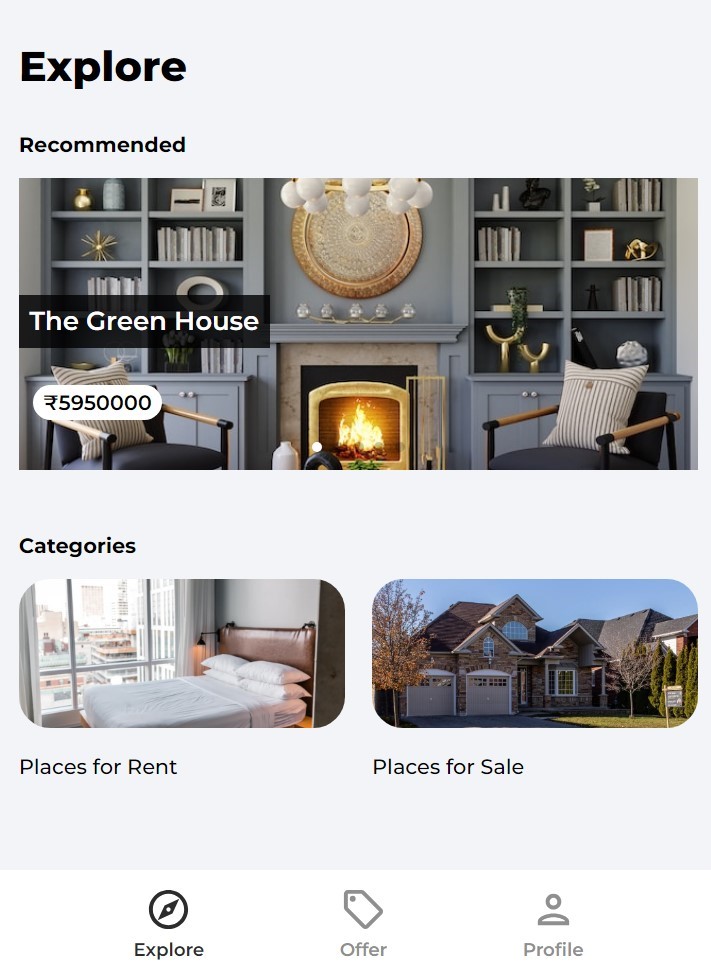 Explore
Recommended
The Green House
₹5950000
Categories
Places for Rent
Places for Sale
Explore
Offer
Profile